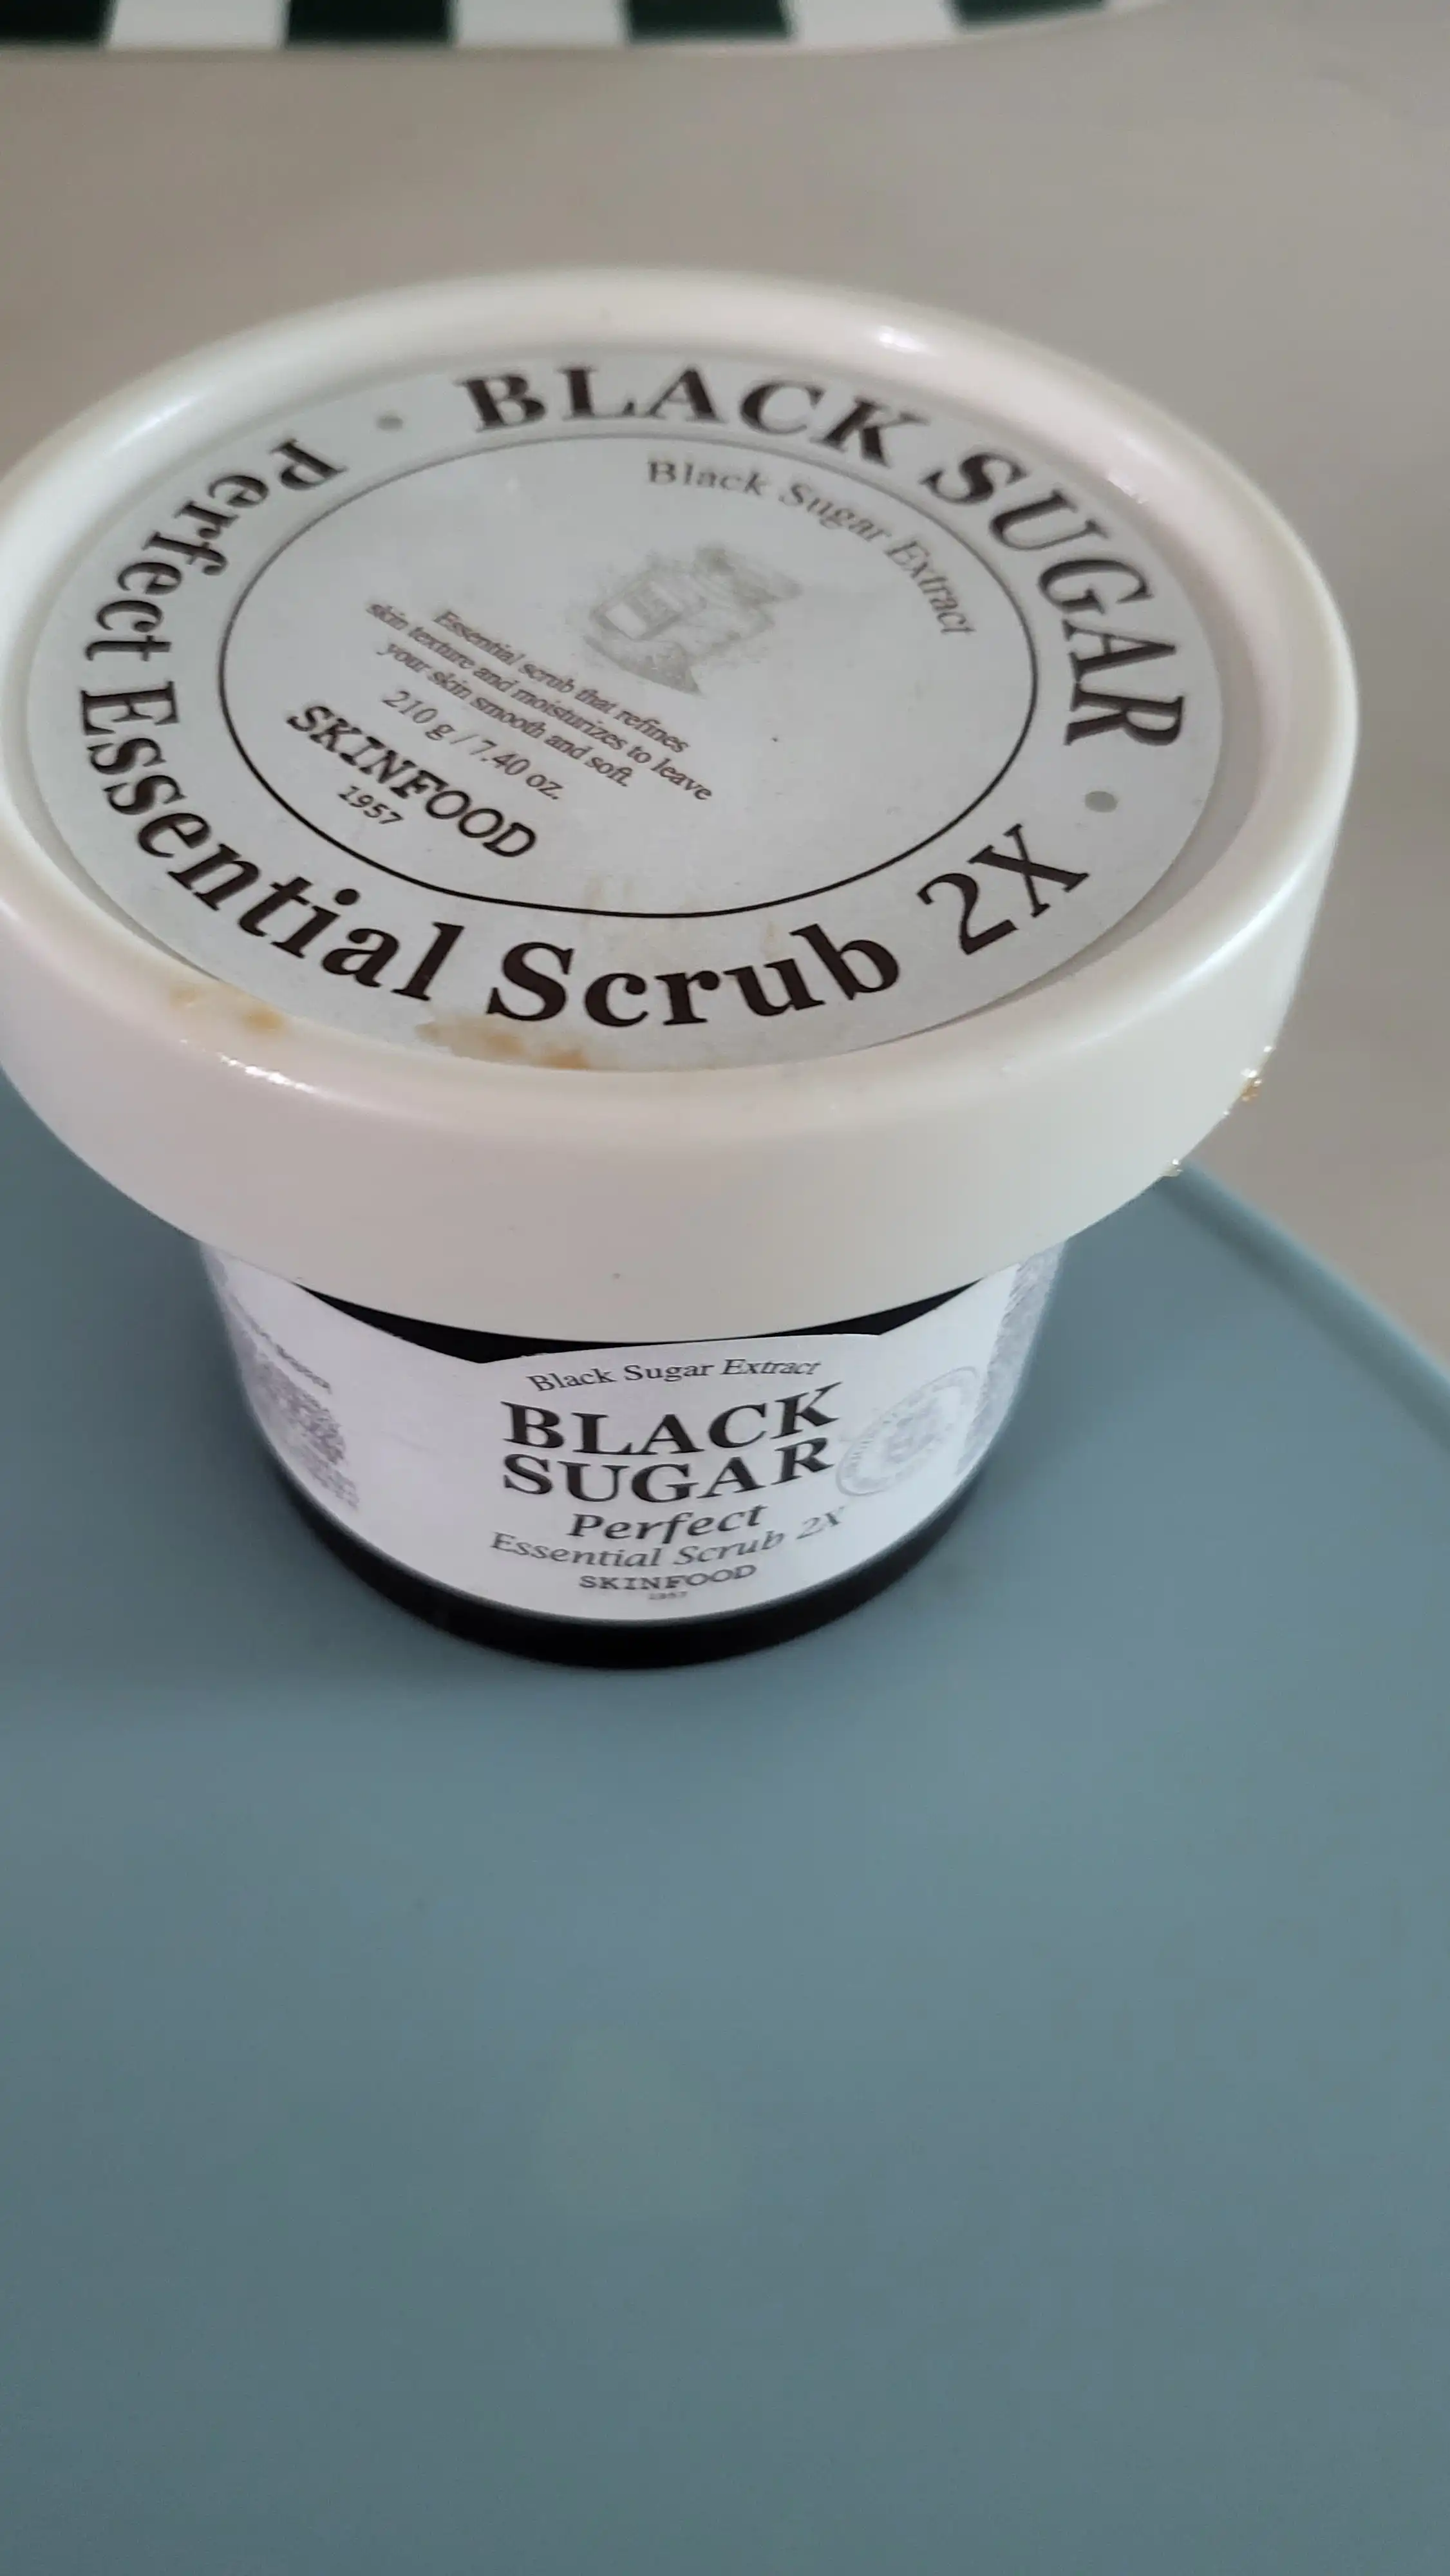 BLACK SUGAR
Perfect Essential Scrub 2X
Black Sugar Extract
Essential scrub that refines
skin texture and moisturizes to leave
your skin smooth and soft.
210 g / 7.40 oz.
SKINFOOD
1957
Black Sugar Extract
BLACK
SUGAR
Perfect
Essential Scrub 2X
SKINFOOD
1957